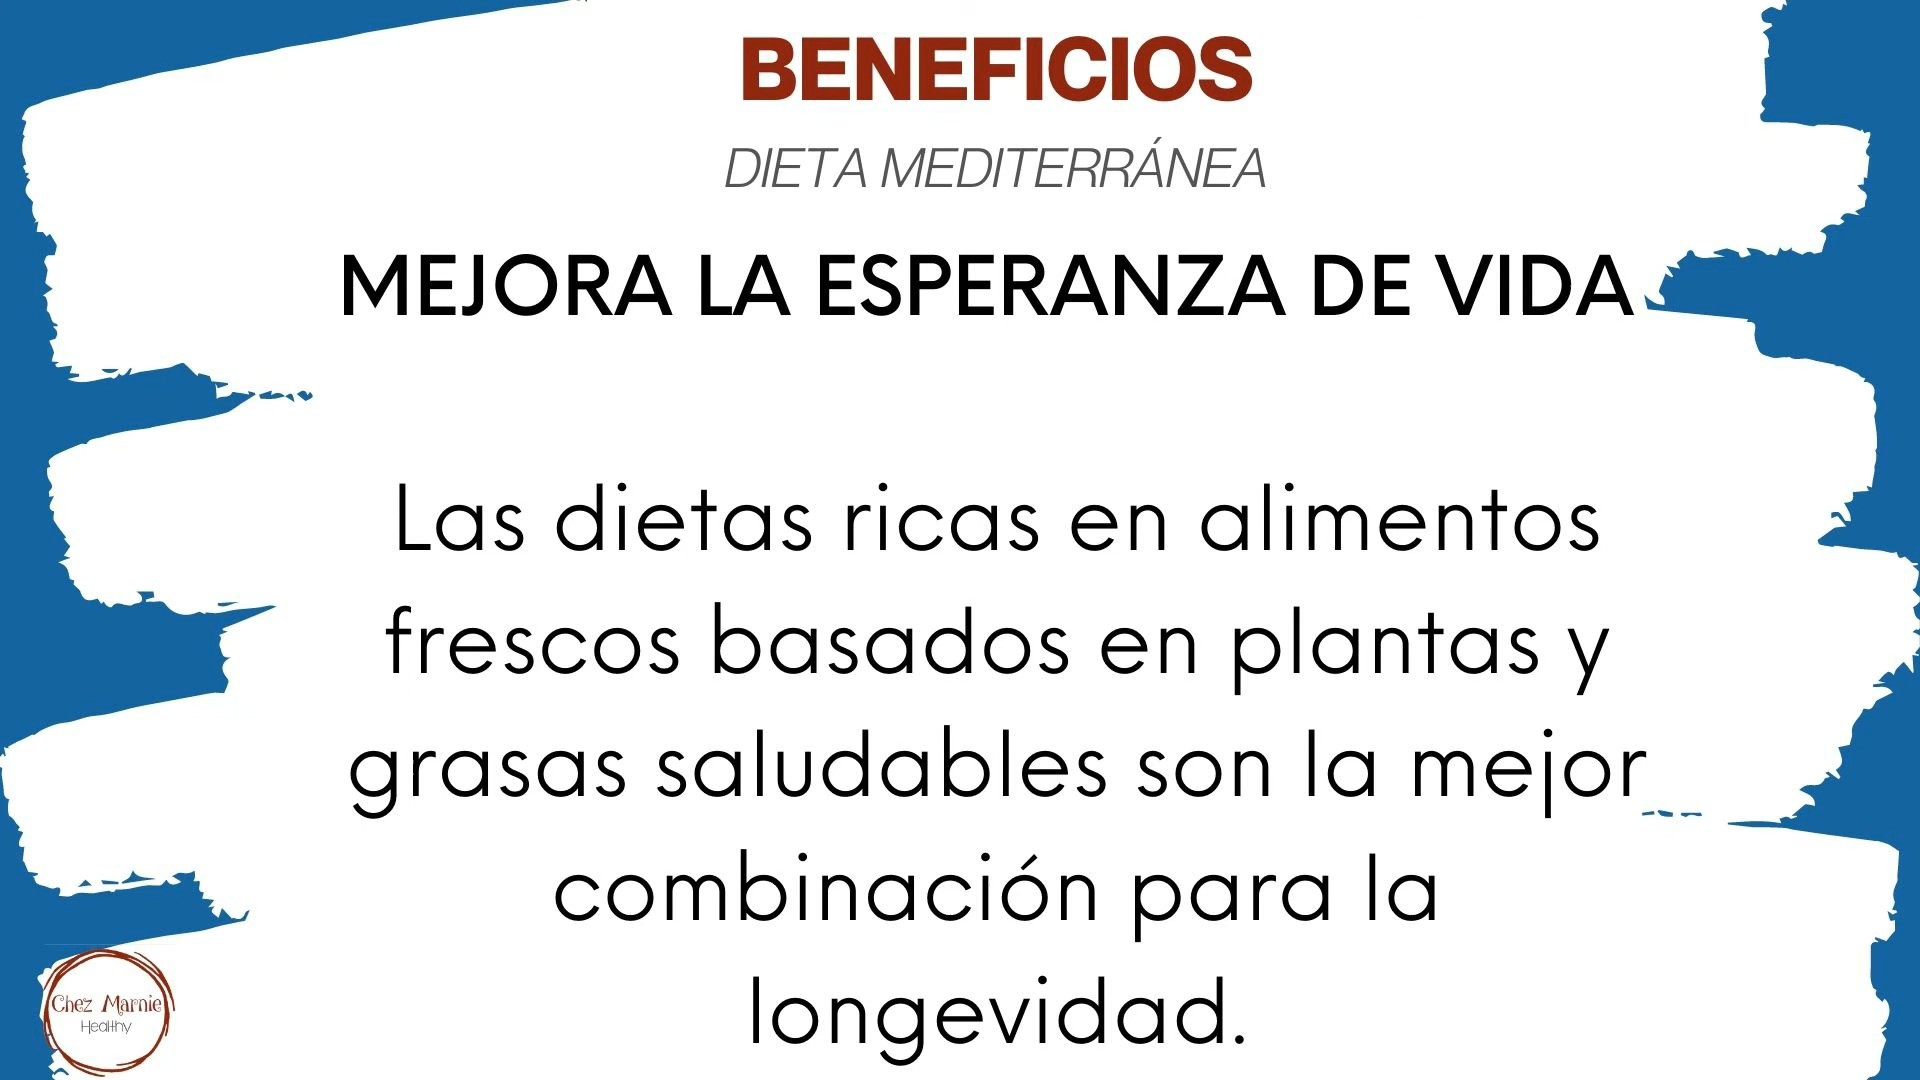 BENEFICIOS
DIETA MEDITERRÁNEA
MEJORA LA ESPERANZA DE VIDA
Las dietas ricas en alimentos
frescos basados en plantas y
grasas saludables son la mejor
combinación para la
longevidad.
Chez Marnie
Healthy